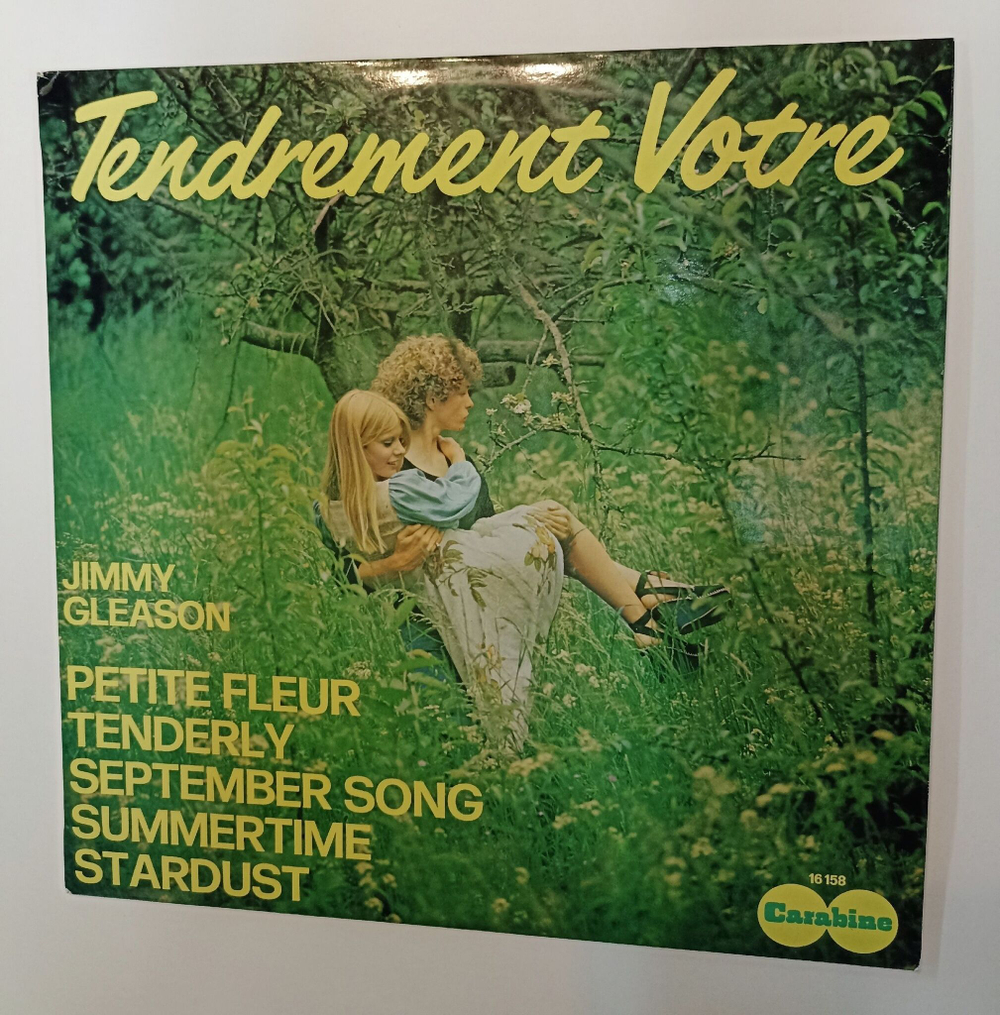 Tendrement Votre
JIMMY
GLEASON
PETITE FLEUR
TENDERLY
SEPTEMBER SONG
SUMMERTIME
STARDUST
16 158
Carabine